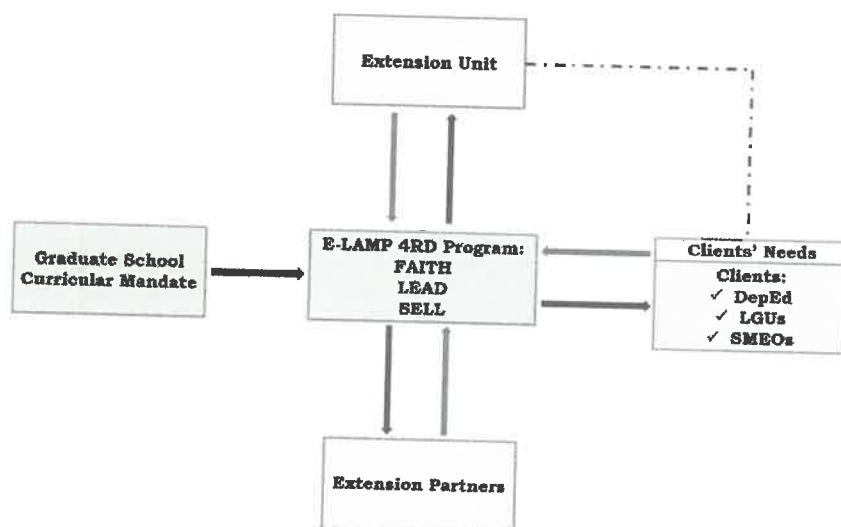 Extension Unit
Graduate School
Curricular Mandate
E-LAMP 4RD Program:
FAITH
LEAD
SELL
Clients' Needs
Clients:
✓ DepEd
✓ LGUs
✓ SMEOs
Extension Partners